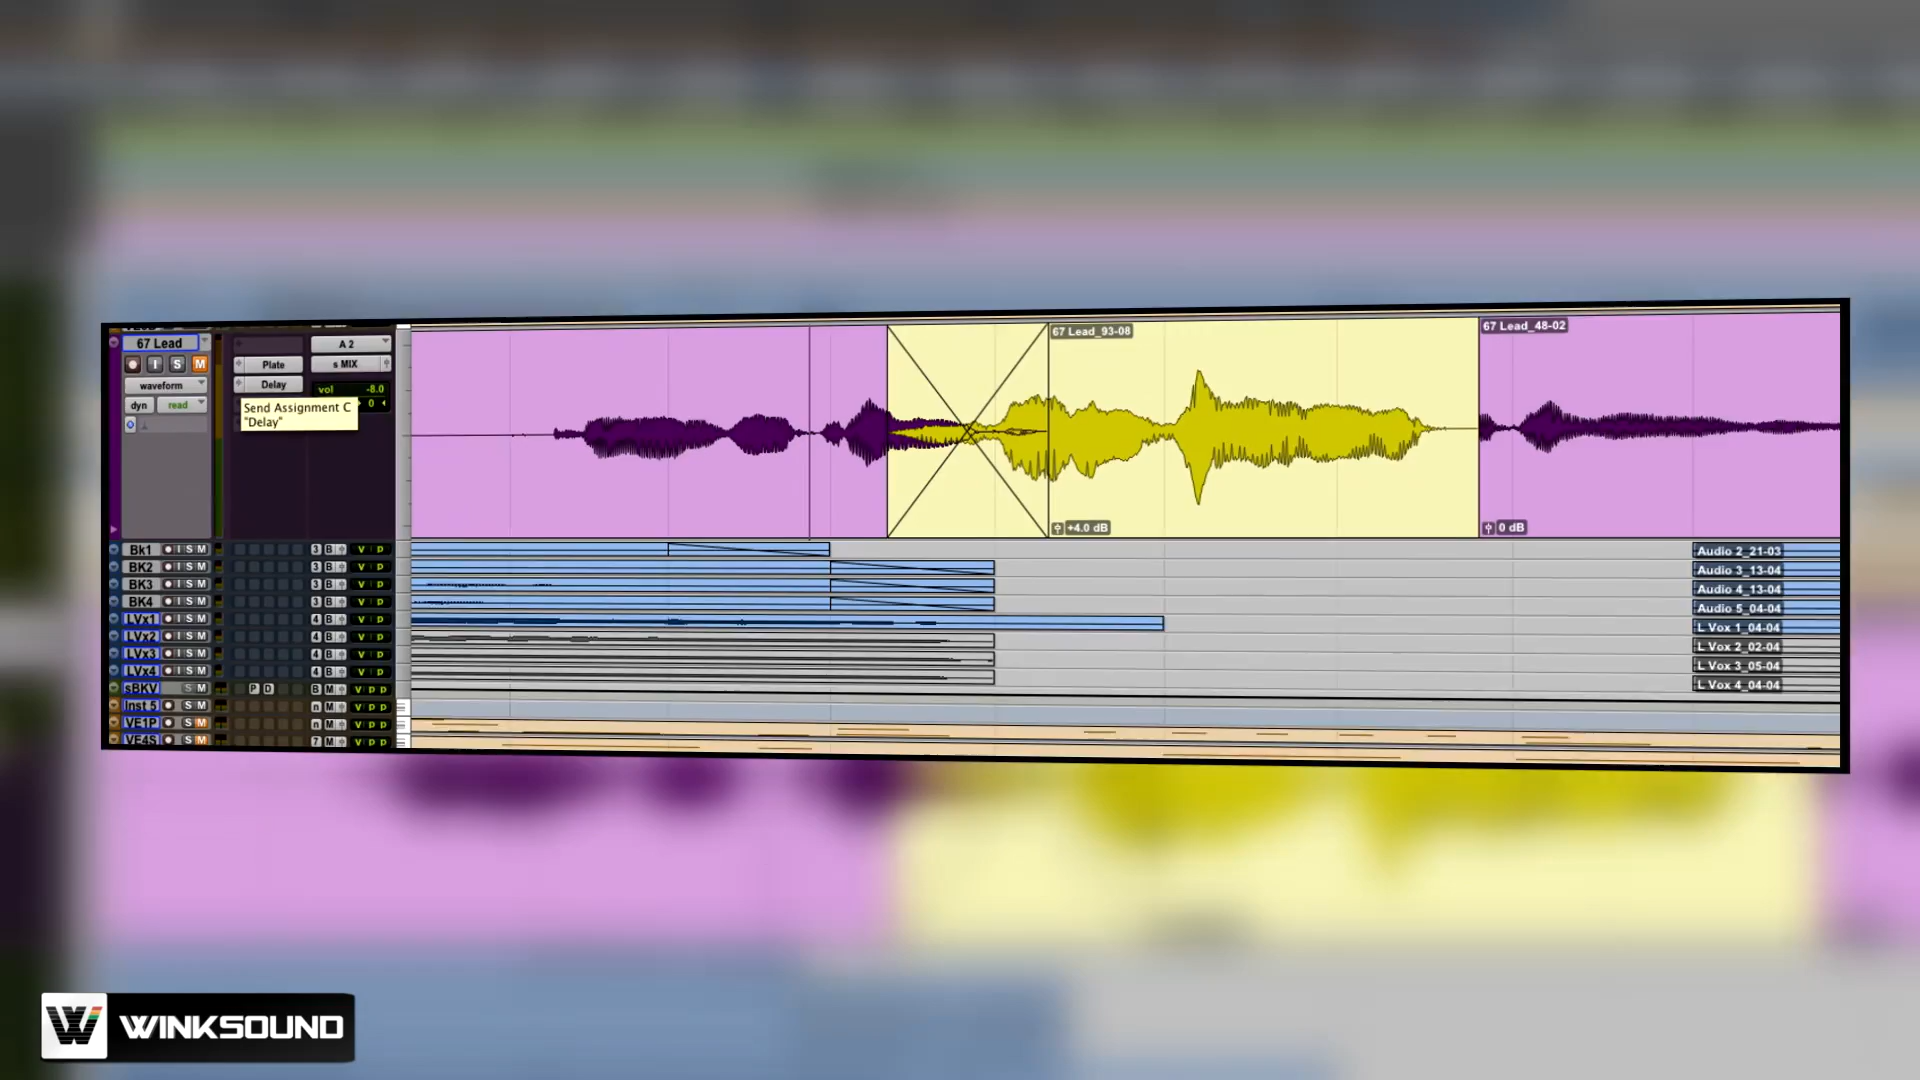 67 Lead
I S M
waveform
dyn read
Plate
Delay
Send Assignment C
"Delay"
A 2
s MIX
vol -8.0
0
67 Lead_93-08
+4.0 dB
67 Lead_48-02
0 dB
Bk1 I S M 3 B V P
BK2 I S M 3 B V P
BK3 I S M 3 B V P
BK4 I S M 3 B V P
LVx1 I S M 4 B V P
LVx2 I S M 4 B V P
LVx3 I S M 4 B V P
LVx4 I S M 4 B V P
sBKV S M P D B M V P P
Inst 5 S M n M V P P
VE1P S M n M V P P
VE4S S M 7 M V P P
Audio 2_21-03
Audio 3_13-04
Audio 4_13-04
Audio 5_04-04
L Vox 1_04-04
L Vox 2_02-04
L Vox 3_05-04
L Vox 4_04-04
W WINKSOUND